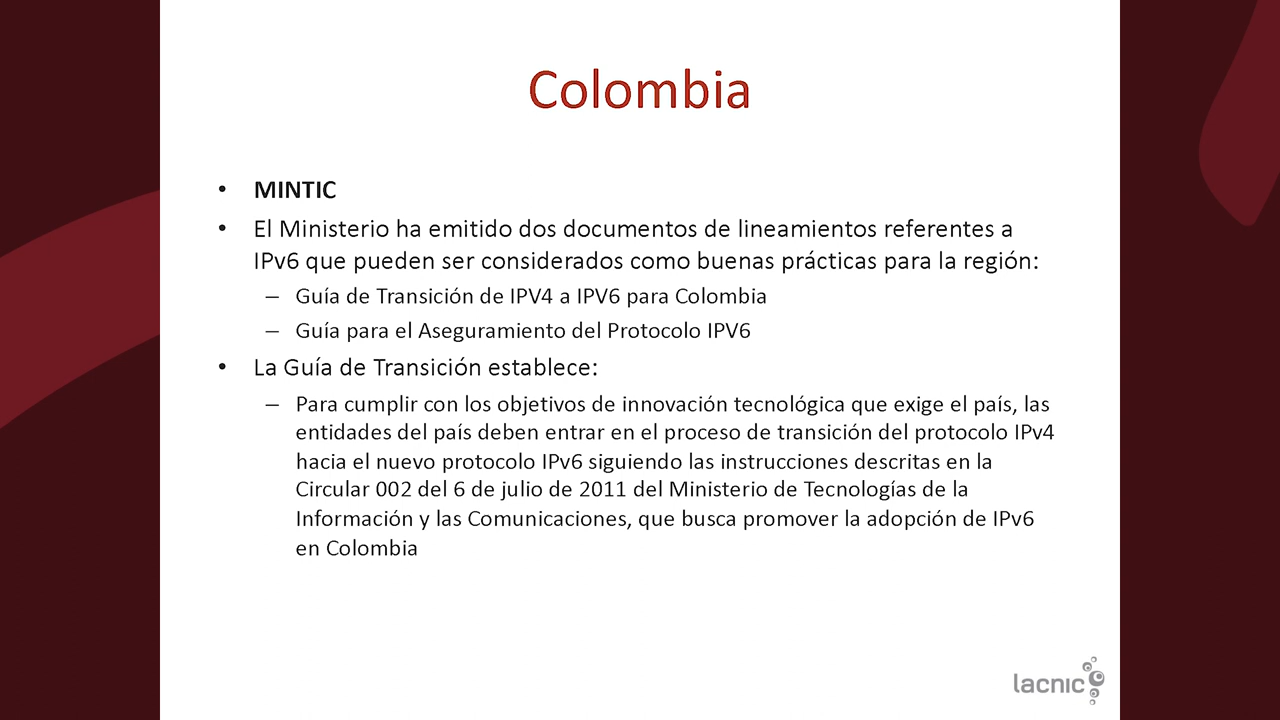 Colombia
• MINTIC
• El Ministerio ha emitido dos documentos de lineamientos referentes a
IPv6 que pueden ser considerados como buenas prácticas para la región:
– Guía de Transición de IPV4 a IPV6 para Colombia
– Guía para el Aseguramiento del Protocolo IPV6
• La Guía de Transición establece:
– Para cumplir con los objetivos de innovación tecnológica que exige el país, las
entidades del país deben entrar en el proceso de transición del protocolo IPv4
hacia el nuevo protocolo IPv6 siguiendo las instrucciones descritas en la
Circular 002 del 6 de julio de 2011 del Ministerio de Tecnologías de la
Información y las Comunicaciones, que busca promover la adopción de IPv6
en Colombia
lacnic